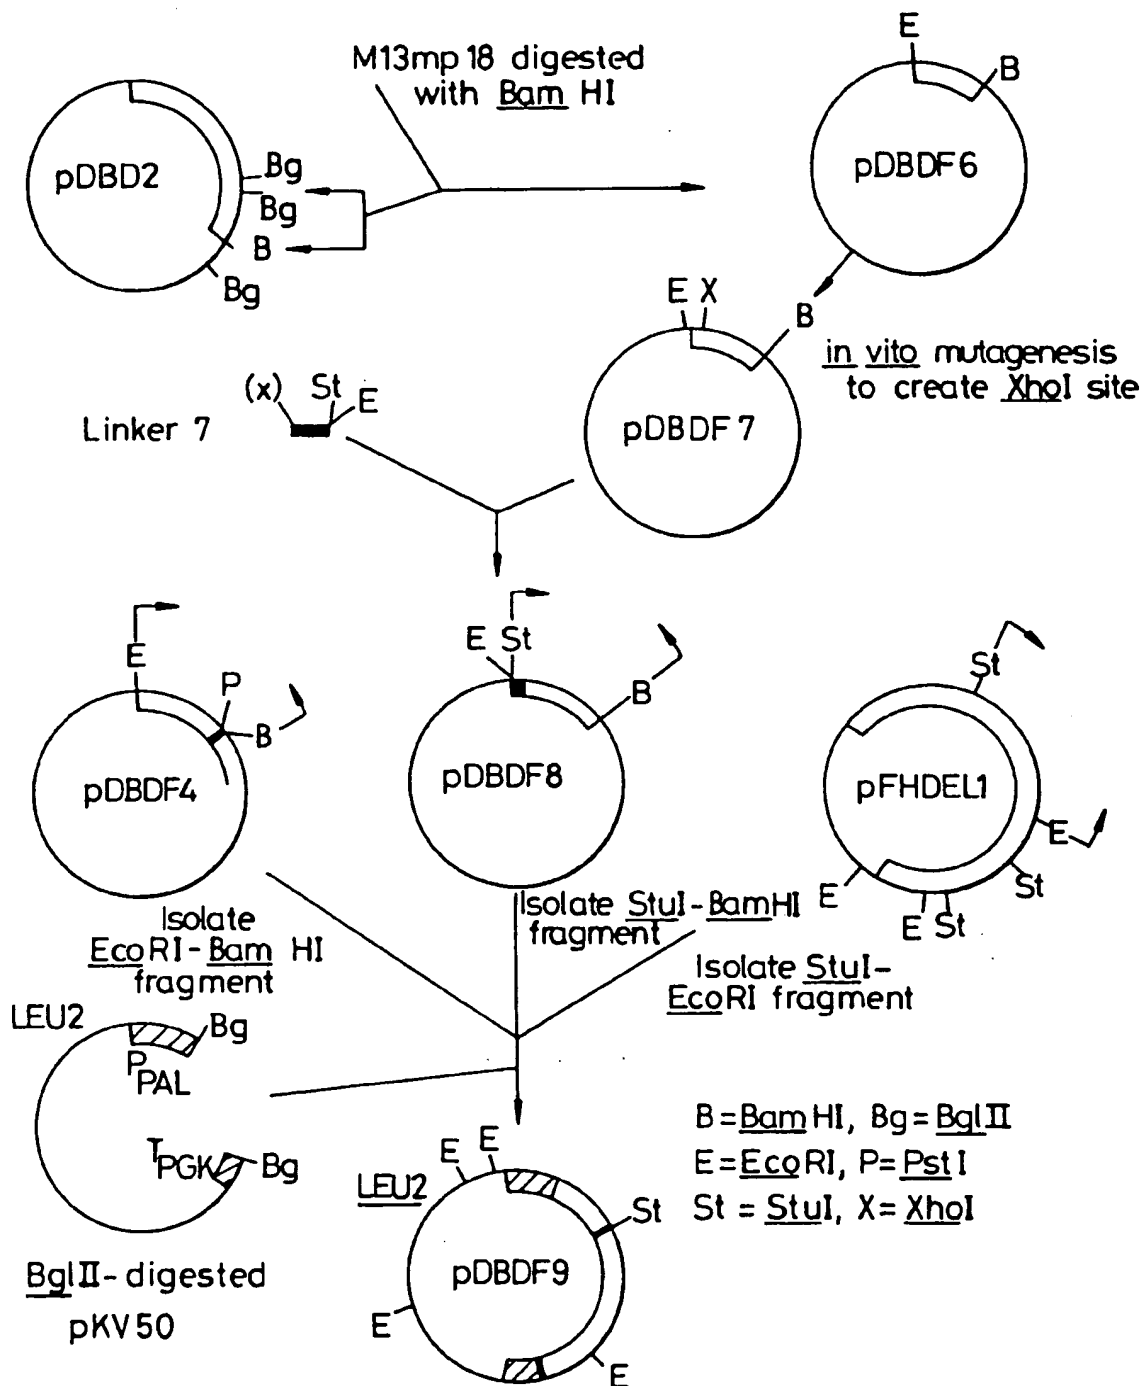 M13mp 18 digested
with Bam HI
pDBD2
Bg
Bg
B
Bg
E
B
pDBDF6
E X
B
pDBDF7
in vito mutagenesis
to create XhoI site
Linker 7
(x)
St
E
E
P
B
pDBDF4
E St
B
pDBDF8
St
pFHDEL1
E
St
E
E St
Isolate
EcoRI-Bam HI
fragment
Isolate StuI-BamHI
fragment
Isolate StuI-
EcoRI fragment
LEU2
Bg
PPAL
TPGK
Bg
BglII-digested
pKV50
E
E
LEU2
St
pDBDF9
E
E
B=BamHI, Bg=BglII
E=EcoRI, P=PstI
St = StuI, X=XhoI